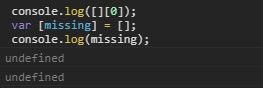 console.log([][0]);
var [missing] = [];
console.log(missing);
undefined
undefined